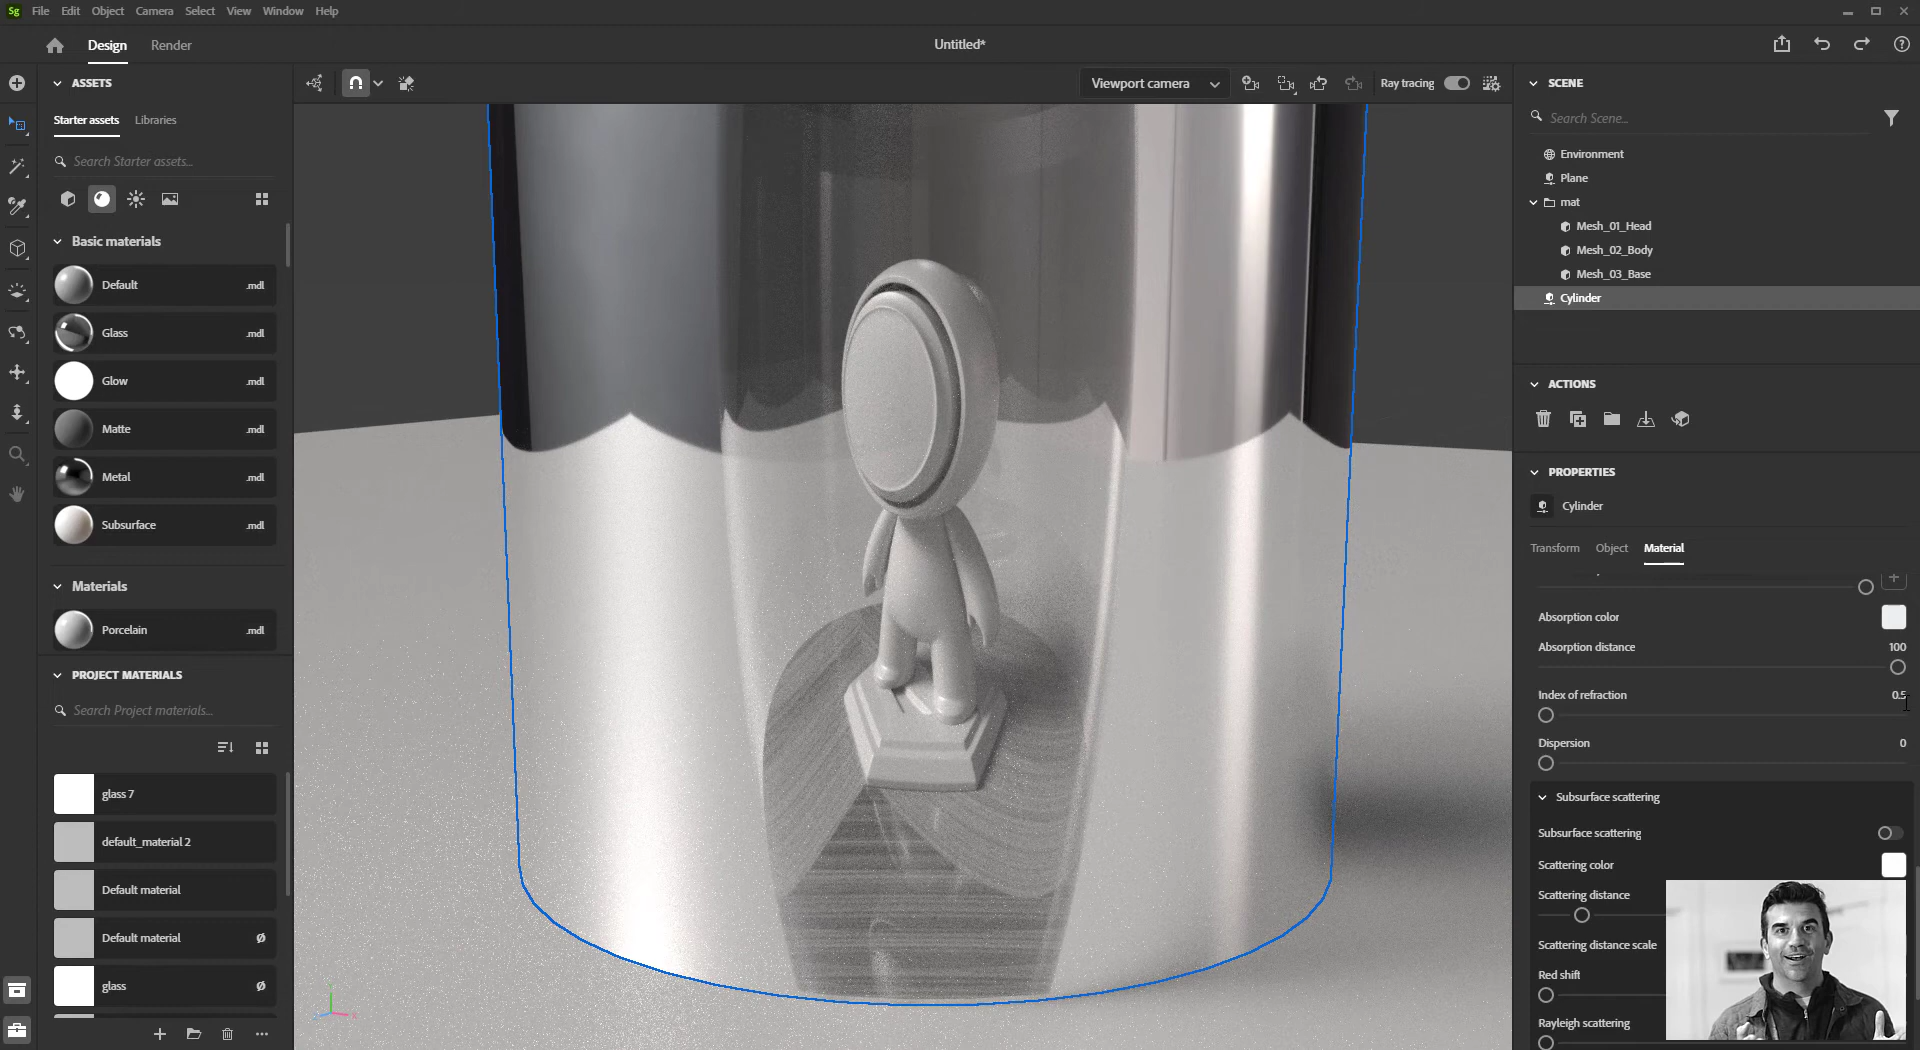 Sg File Edit Object Camera Select View Window Help
Design Render Untitled*
ASSETS
Starter assets Libraries
Search Starter assets...
Basic materials
Default .mdl
Glass .mdl
Glow .mdl
Matte .mdl
Metal .mdl
Subsurface .mdl
Materials
Porcelain .mdl
PROJECT MATERIALS
Search Project materials...
glass 7
default_material 2
Default material
Default material
glass
Viewport camera
Ray tracing
SCENE
Search Scene...
Environment
Plane
mat
Mesh_01_Head
Mesh_02_Body
Mesh_03_Base
Cylinder
ACTIONS
PROPERTIES
Cylinder
Transform Object Material
Absorption color
Absorption distance 100
Index of refraction 0.5
Dispersion 0
Subsurface scattering
Subsurface scattering
Scattering color
Scattering distance
Scattering distance scale
Red shift
Rayleigh scattering